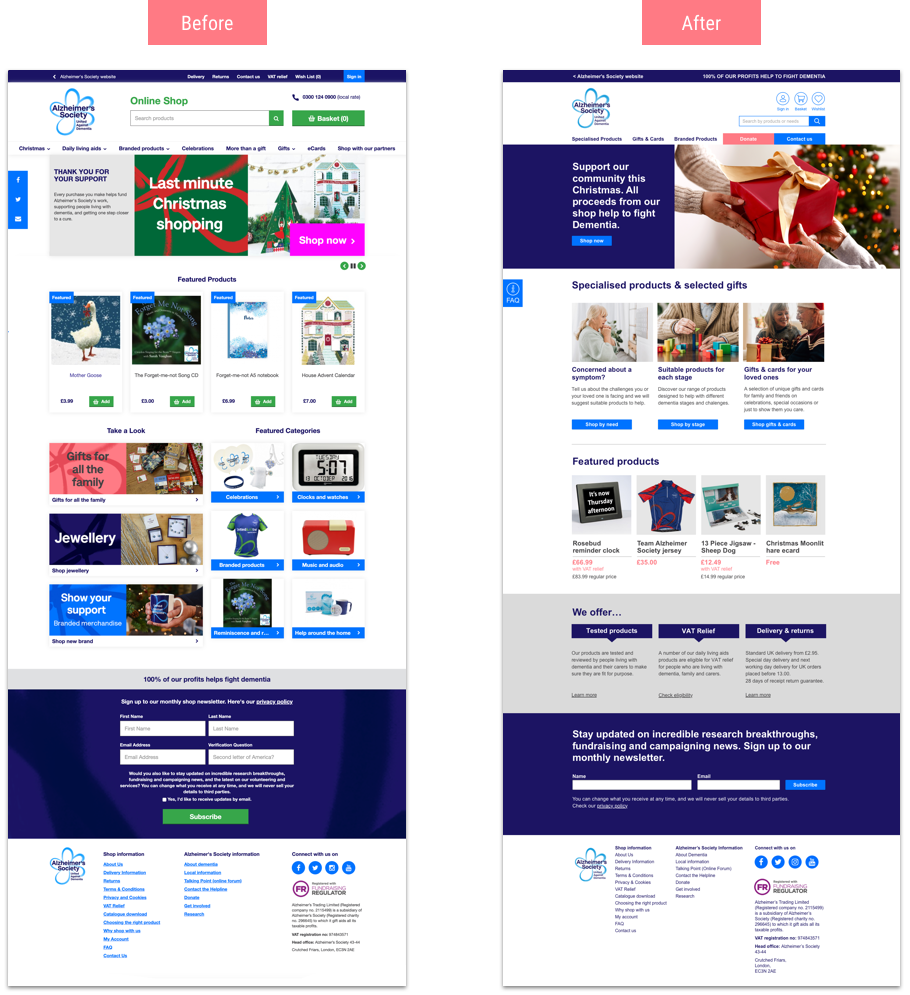 Before
< Alzheimer's Society website
Delivery Returns Contact us VAT relief Wish List (0) Sign in
Alzheimer's
Society
United
Against
Dementia
Online Shop
0300 124 0900 (local rate)
Search products
Basket (0)
Christmas Daily living aids Branded products Celebrations More than a gift Gifts eCards Shop with our partners
THANK YOU FOR
YOUR SUPPORT
Every purchase you make helps fund
Alzheimer's Society's work,
supporting people living with
dementia, and getting one step closer
to a cure.
Last minute
Christmas
shopping
Shop now >
Featured Products
Featured Featured Featured Featured
Forget Me Not Song
Notes
Mother Goose The Forget-me-not Song CD Forget-me-not A5 notebook House Advent Calendar
£3.99 Add £3.00 Add £6.99 Add £7.00 Add
Take a Look
Featured Categories
Gifts for
all the
family
Gifts for all the family >
5:07
Celebrations > Clocks and watches >
Jewellery
Shop jewellery >
Branded products > Music and audio >
Show your
support
Branded merchandise
Shop new brand >
Reminiscence and r... > Help around the home >
100% of our profits helps fight dementia
Sign up to our monthly shop newsletter. Here's our privacy policy
First Name Last Name
First Name Last Name
Email Address Verification Question
Email Address Second letter of America?
Would you also like to stay updated on incredible research breakthroughs,
fundraising and campaigning news, and the latest on our volunteering and
services? You can change what you receive at any time, and we will never sell your
details to third parties.
Yes, I'd like to receive updates by email.
Subscribe
Alzheimer's
Society
United
Against
Dementia
Shop information
About Us
Delivery Information
Returns
Terms & Conditions
Privacy and Cookies
VAT Relief
Catalogue download
Choosing the right product
Why shop with us
My Account
FAQ
Contact Us
Alzheimer's Society information
About dementia
Local information
Talking Point (online forum)
Contact the Helpline
Donate
Get involved
Research
Connect with us on
FR Registered with
FUNDRAISING
REGULATOR
Alzheimer's Trading Limited (Registered
company no. 2115499) is a subsidiary of
Alzheimer's Society (Registered charity
no. 296645) to which it gift aids all its
taxable profits.
VAT registration no: 974843571
Head office: Alzheimer's Society 43-44
Crutched Friars, London, EC3N 2AE
After
< Alzheimer's Society website
100% OF OUR PROFITS HELP TO FIGHT DEMENTIA
Alzheimer's
Society
United
Against
Dementia
Sign in Basket Wishlist
Search by products or needs
Specialised Products Gifts & Cards Branded Products Donate Contact us
Support our
community this
Christmas. All
proceeds from our
shop help to fight
Dementia.
Shop now
FAQ
Specialised products & selected gifts
Concerned about a
symptom?
Tell us about the challenges you or
your loved one is facing and we will
suggest suitable products to help.
Shop by need
Suitable products for
each stage
Discover our range of products
designed to help with different
dementia stages and challenges.
Shop by stage
Gifts & cards for your
loved ones
A selection of unique gifts and cards
for family and friends on
celebrations, special occasions or
just to show them you care.
Shop gifts & cards
Featured products
It's now
Thursday
afternoon
Rosebud
reminder clock
£66.99
with VAT relief
£83.99 regular price
Team Alzheimer
Society jersey
£35.00
13 Piece Jigsaw -
Sheep Dog
£12.49
with VAT relief
£14.99 regular price
Christmas Moonlit
hare ecard
Free
We offer...
Tested products
Our products are tested and
reviewed by people living with
dementia and their carers to make
sure they are fit for purpose.
Learn more
VAT Relief
A number of our daily living aids
products are eligible for VAT relief
for people who are living with
dementia, family and carers.
Check eligibility
Delivery & returns
Standard UK delivery from £2.95.
Special day delivery and next
working day delivery for UK orders
placed before 13.00.
28 days of receipt return guarantee.
Learn more
Stay updated on incredible research breakthroughs,
fundraising and campaigning news. Sign up to our
monthly newsletter.
Name Email
Subscribe
You can change what you receive at any time, and we will never sell your details to third parties.
Check our privacy policy
Alzheimer's
Society
United
Against
Dementia
Shop information
About Us
Delivery Information
Returns
Terms & Conditions
Privacy & Cookies
VAT Relief
Catalogue download
Choosing the right product
Why shop with us
My account
FAQ
Contact us
Alzheimer's Society Information
About Dementia
Local information
Talking Point (Online Forum)
Contact the Helpline
Donate
Get involved
Research
Connect with us on
FR Registered with
FUNDRAISING
REGULATOR
Alzheimer's Trading Limited
(Registered company no. 2115499)
is a subsidiary of Alzheimer's
Society (Registered charity no.
296645) to which it gift aids all its
taxable profits.
VAT registration no: 974843571
Head office: Alzheimer's Society
43-44
Crutched Friars,
London,
EC3N 2AE